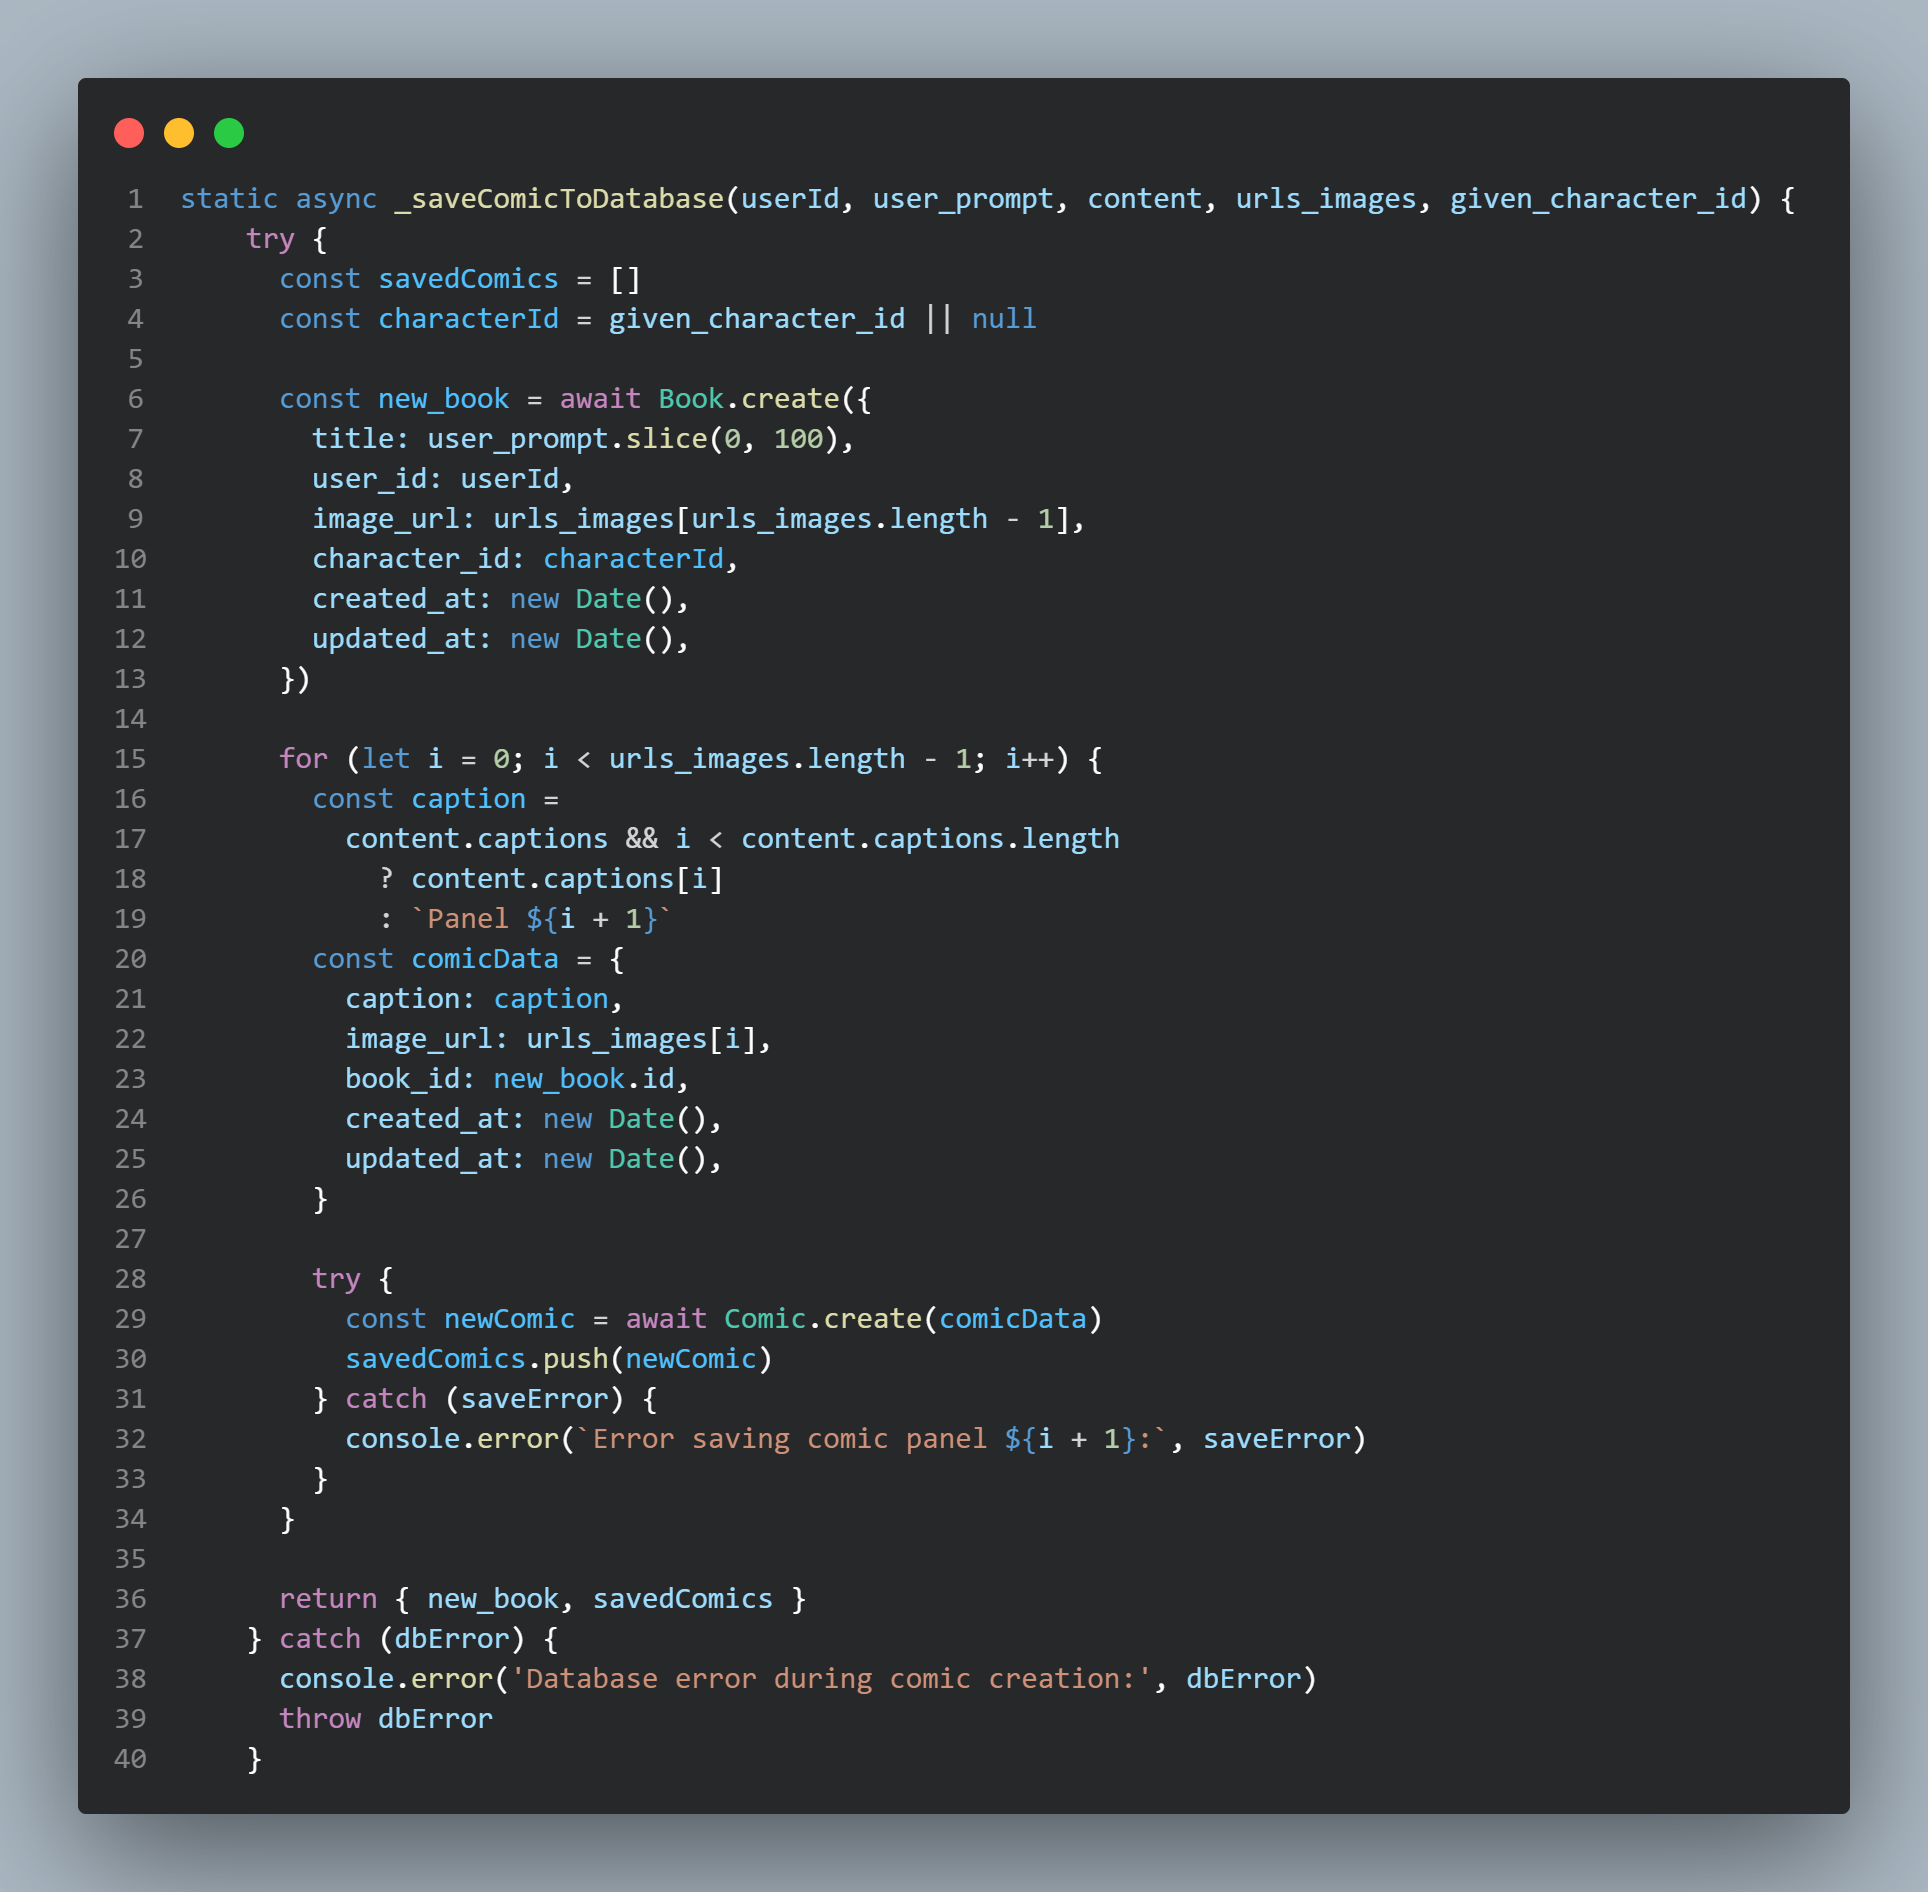 1 static async _saveComicToDatabase(userId, user_prompt, content, urls_images, given_character_id) {
2     try {
3       const savedComics = []
4       const characterId = given_character_id || null
5
6       const new_book = await Book.create({
7         title: user_prompt.slice(0, 100),
8         user_id: userId,
9         image_url: urls_images[urls_images.length - 1],
10         character_id: characterId,
11         created_at: new Date(),
12         updated_at: new Date(),
13       })
14
15       for (let i = 0; i < urls_images.length - 1; i++) {
16         const caption =
17           content.captions && i < content.captions.length
18             ? content.captions[i]
19             : `Panel ${i + 1}`
20         const comicData = {
21           caption: caption,
22           image_url: urls_images[i],
23           book_id: new_book.id,
24           created_at: new Date(),
25           updated_at: new Date(),
26         }
27
28         try {
29           const newComic = await Comic.create(comicData)
30           savedComics.push(newComic)
31         } catch (saveError) {
32           console.error(`Error saving comic panel ${i + 1}:`, saveError)
33         }
34       }
35
36       return { new_book, savedComics }
37     } catch (dbError) {
38       console.error('Database error during comic creation:', dbError)
39       throw dbError
40     }